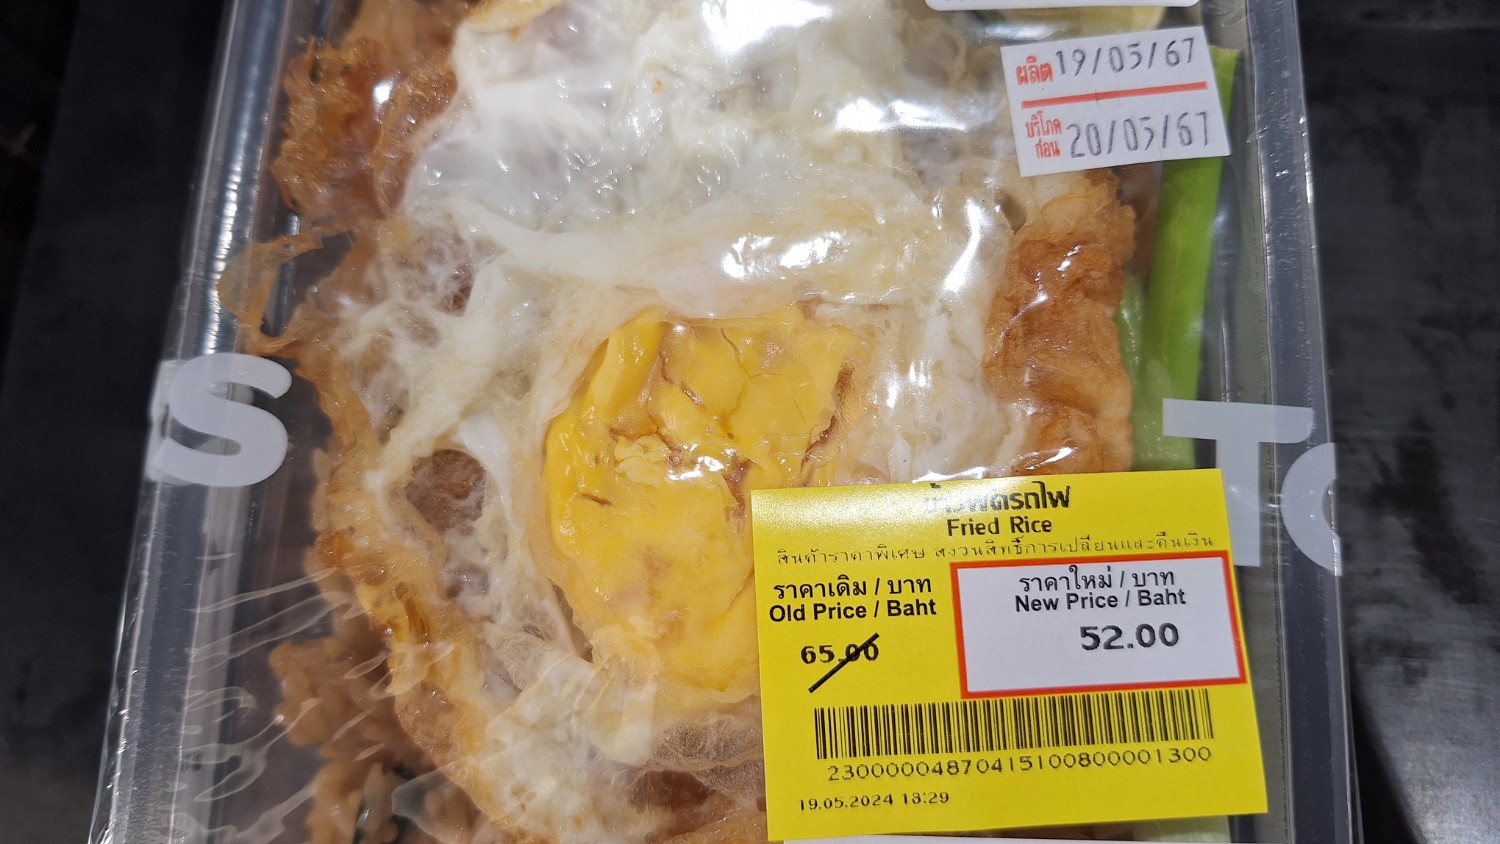 ผลิต 19/05/67
บริโภค
ก่อน 20/05/67
S
To
ข้าวผัดรถไฟ
Fried Rice
สินค้าราคาพิเศษ สงวนสิทธิ์การเปลี่ยนและคืนเงิน
ราคาเดิม / บาท
Old Price / Baht
65.00
ราคาใหม่ / บาท
New Price / Baht
52.00
23000004870415100800001300
19.05.2024 18:29